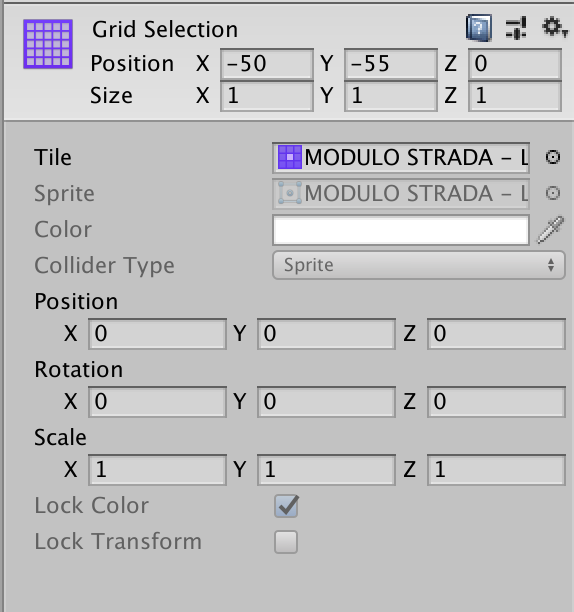 Grid Selection
Position X -50 Y -55 Z 0
Size X 1 Y 1 Z 1
Tile MODULO STRADA - L
Sprite MODULO STRADA - L
Color
Collider Type Sprite
Position
X 0 Y 0 Z 0
Rotation
X 0 Y 0 Z 0
Scale
X 1 Y 1 Z 1
Lock Color
Lock Transform